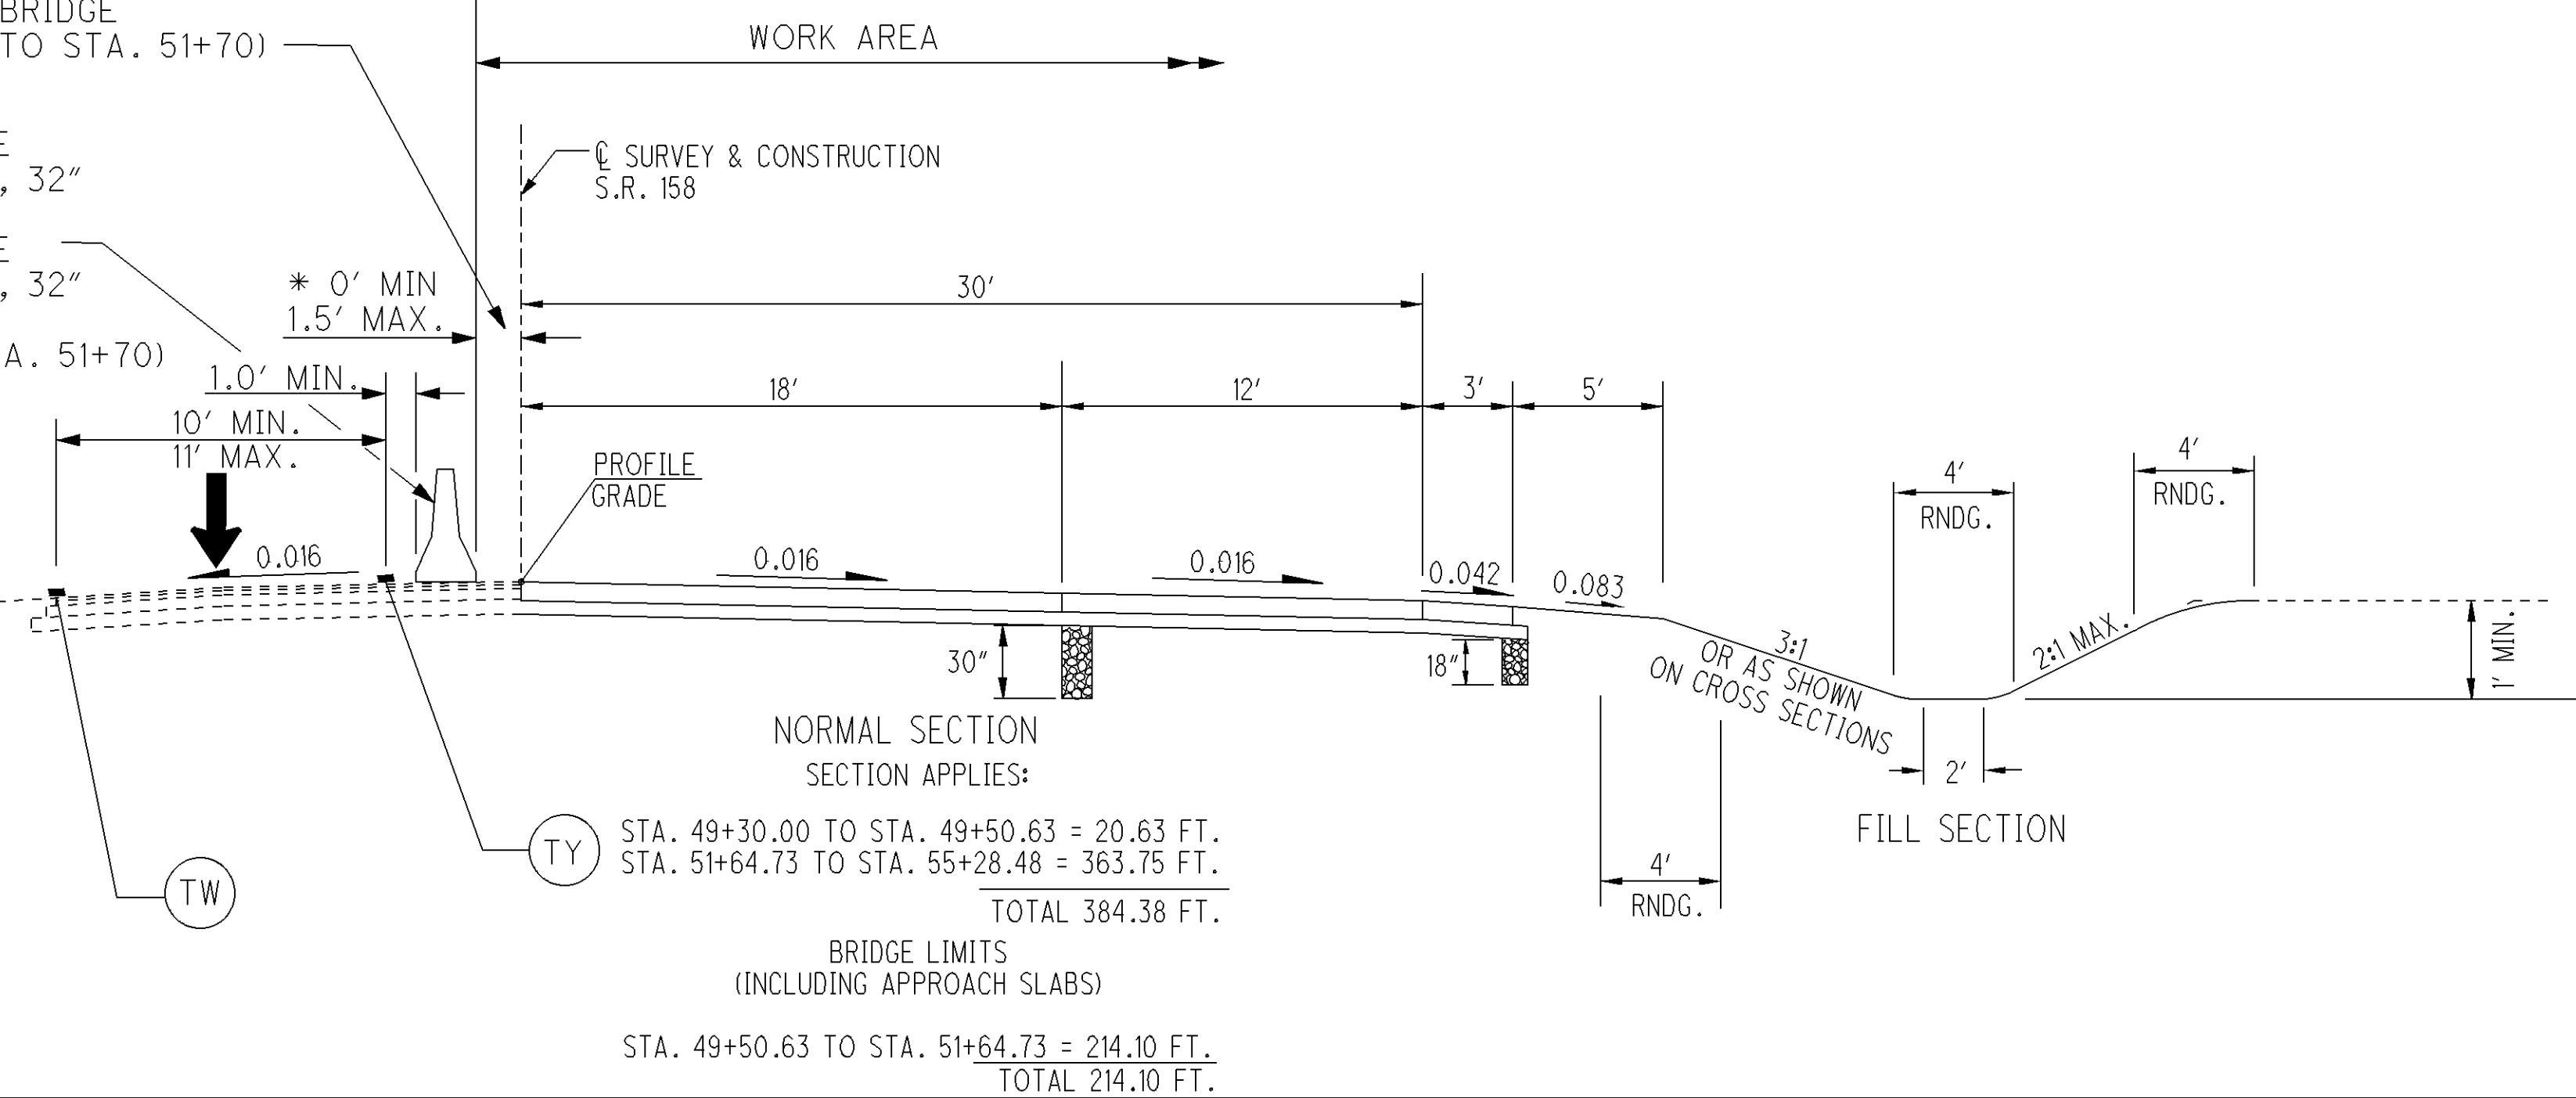 BRIDGE
TO STA. 51+70)
WORK AREA
℄ SURVEY & CONSTRUCTION
S.R. 158
, 32"
, 32"
A. 51+70)
* 0' MIN
1.5' MAX.
1.0' MIN.
10' MIN.
11' MAX.
30'
18'
12'
3'
5'
PROFILE
GRADE
4'
RNDG.
4'
RNDG.
0.016
0.016
0.016
0.042
0.083
30"
18"
3:1
OR AS SHOWN
ON CROSS SECTIONS
2:1 MAX.
1' MIN.
2'
FILL SECTION
4'
RNDG.
NORMAL SECTION
SECTION APPLIES:
TW
TY
STA. 49+30.00 TO STA. 49+50.63 = 20.63 FT.
STA. 51+64.73 TO STA. 55+28.48 = 363.75 FT.
TOTAL 384.38 FT.
BRIDGE LIMITS
(INCLUDING APPROACH SLABS)
STA. 49+50.63 TO STA. 51+64.73 = 214.10 FT.
TOTAL 214.10 FT.